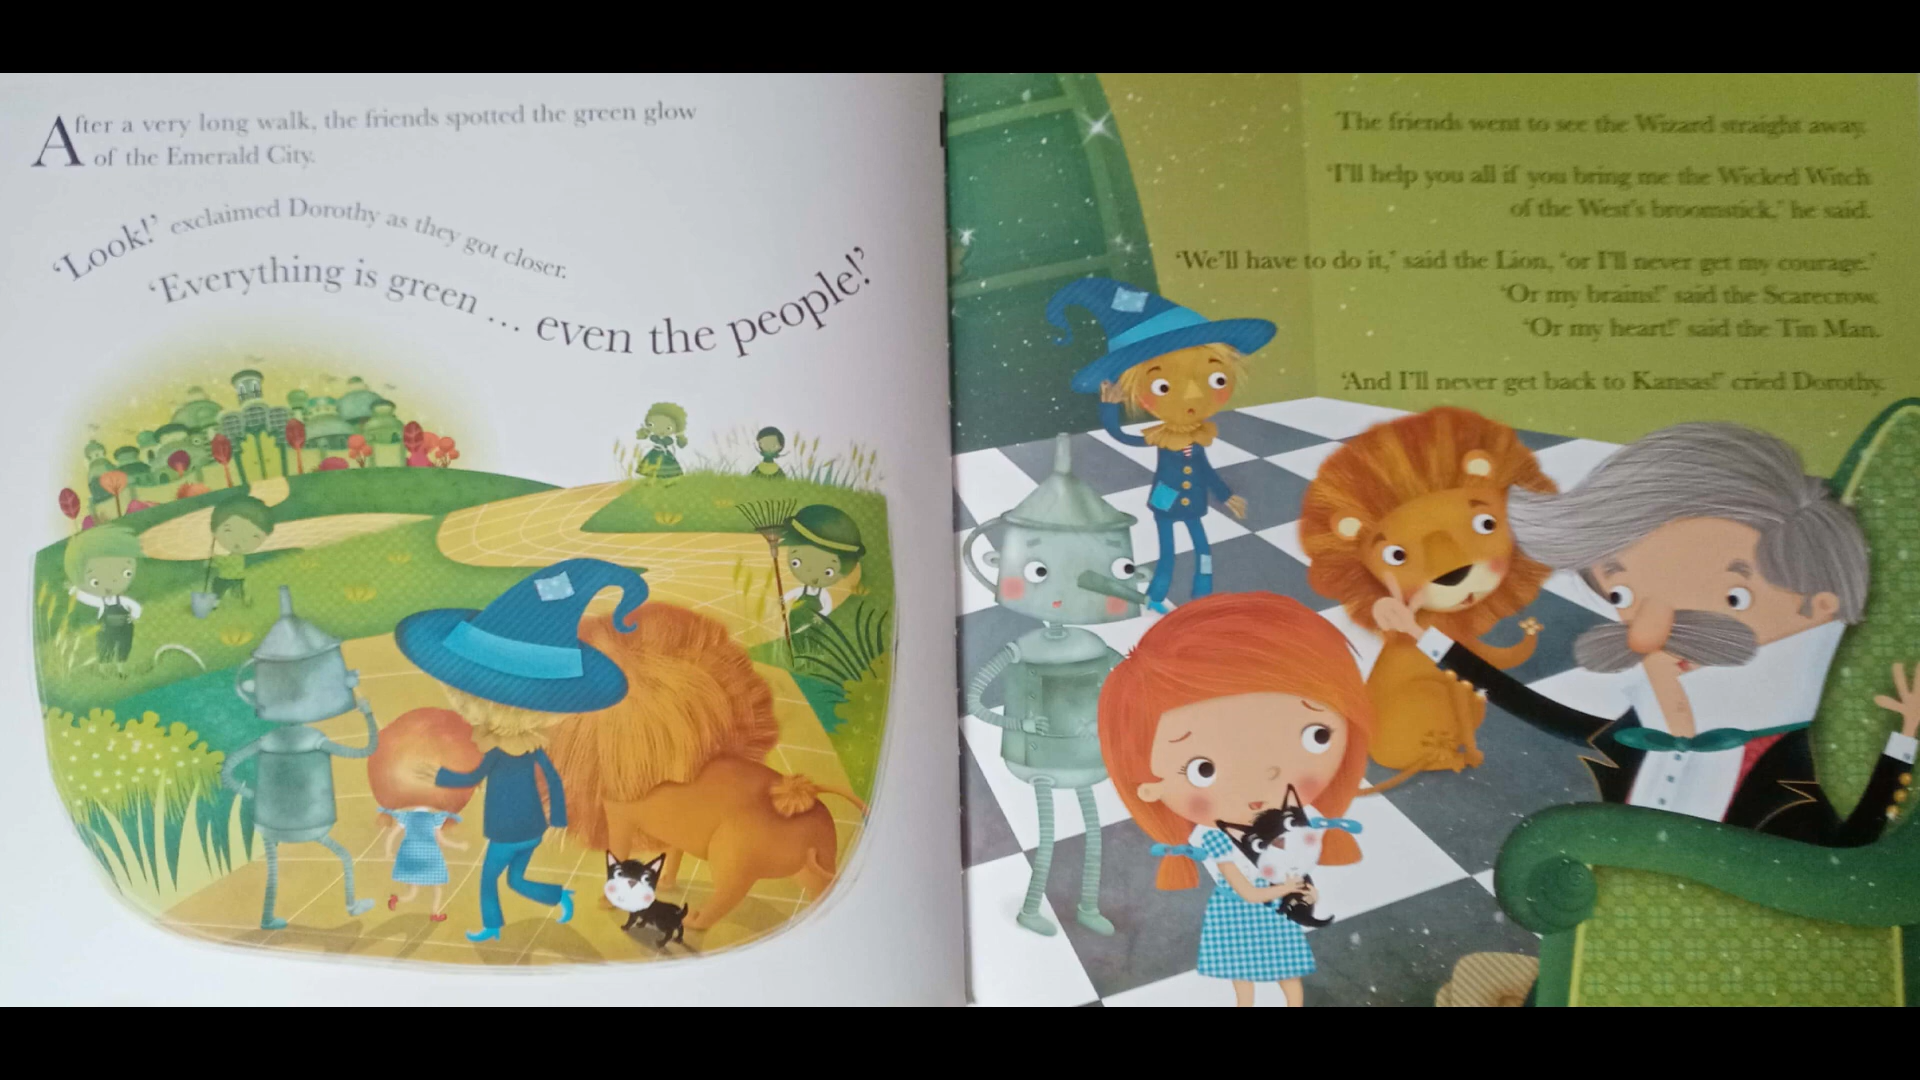 After a very long walk, the friends spotted the green glow
of the Emerald City.
‘Look!’ exclaimed Dorothy as they got closer.
‘Everything is green ... even the people!’
The friends went to see the Wizard straight away.
‘I’ll help you all if you bring me the Wicked Witch
of the West’s broomstick,’ he said.
‘We’ll have to do it,’ said the Lion, ‘or I’ll never get my courage.’
‘Or my brains!’ said the Scarecrow.
‘Or my heart!’ said the Tin Man.
‘And I’ll never get back to Kansas!’ cried Dorothy.